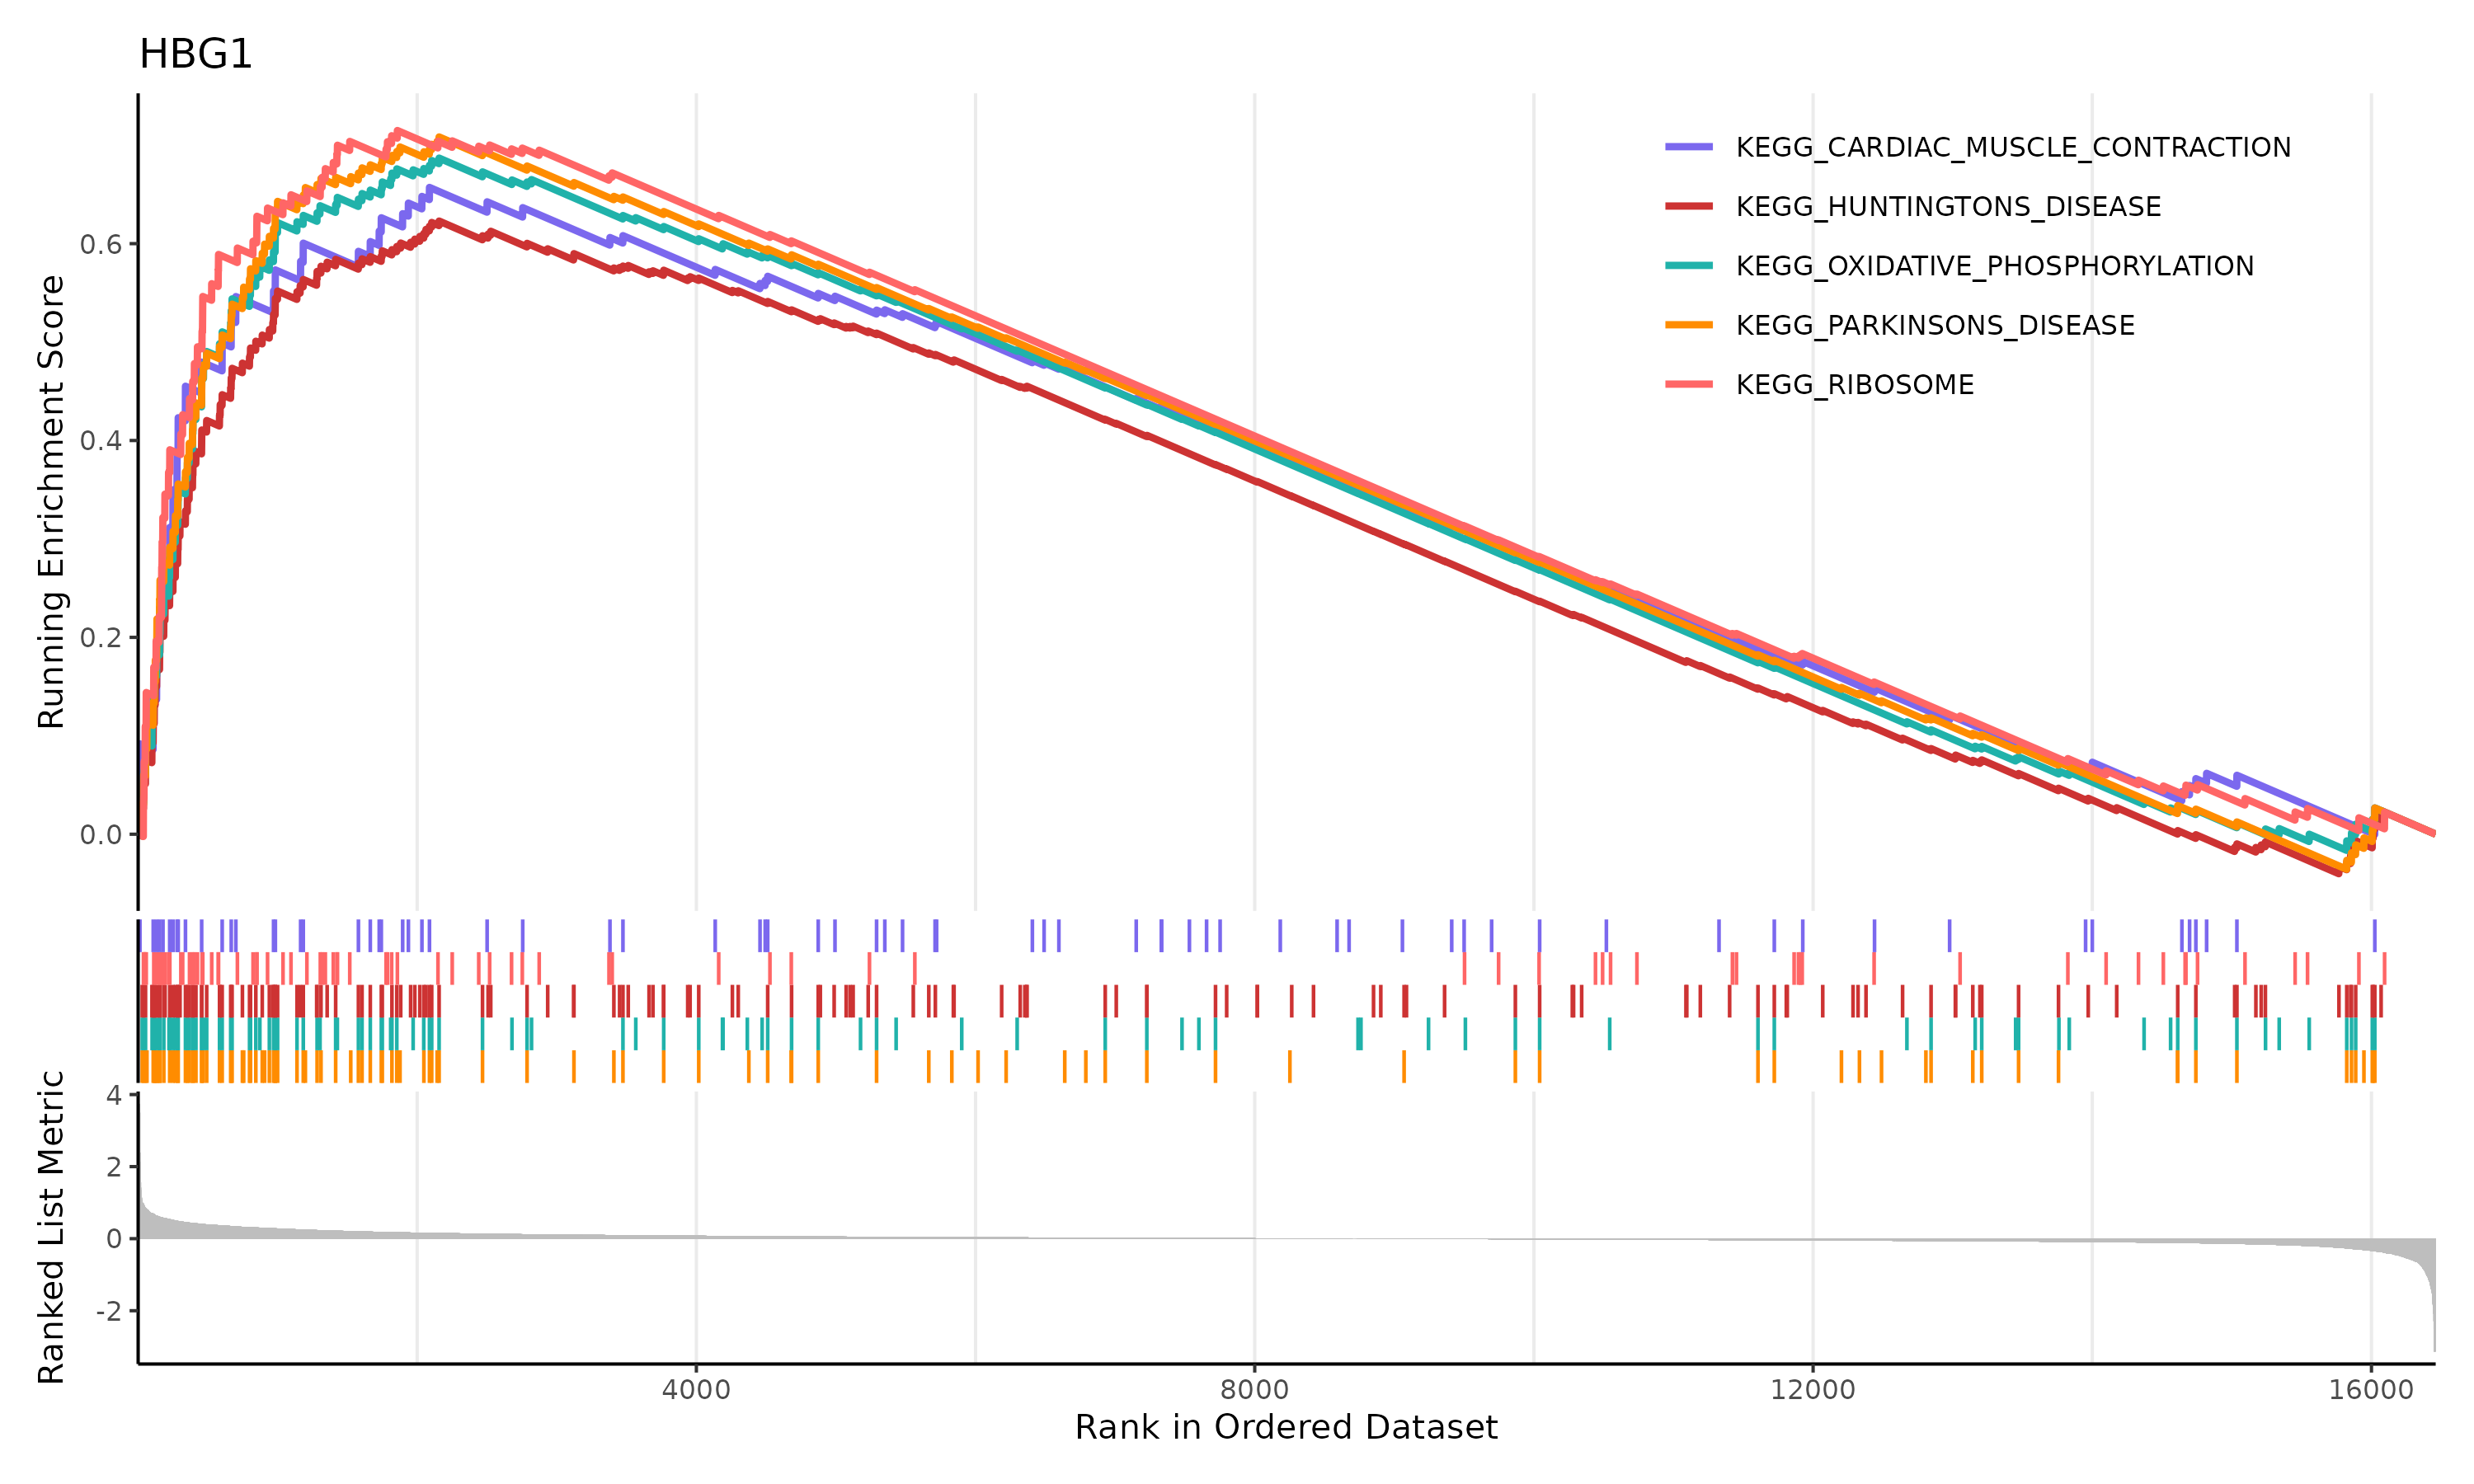 HBG1
Running Enrichment Score
0.6
0.4
0.2
0.0
KEGG_CARDIAC_MUSCLE_CONTRACTION
KEGG_HUNTINGTONS_DISEASE
KEGG_OXIDATIVE_PHOSPHORYLATION
KEGG_PARKINSONS_DISEASE
KEGG_RIBOSOME
Ranked List Metric
4
2
0
-2
4000 8000 12000 16000
Rank in Ordered Dataset